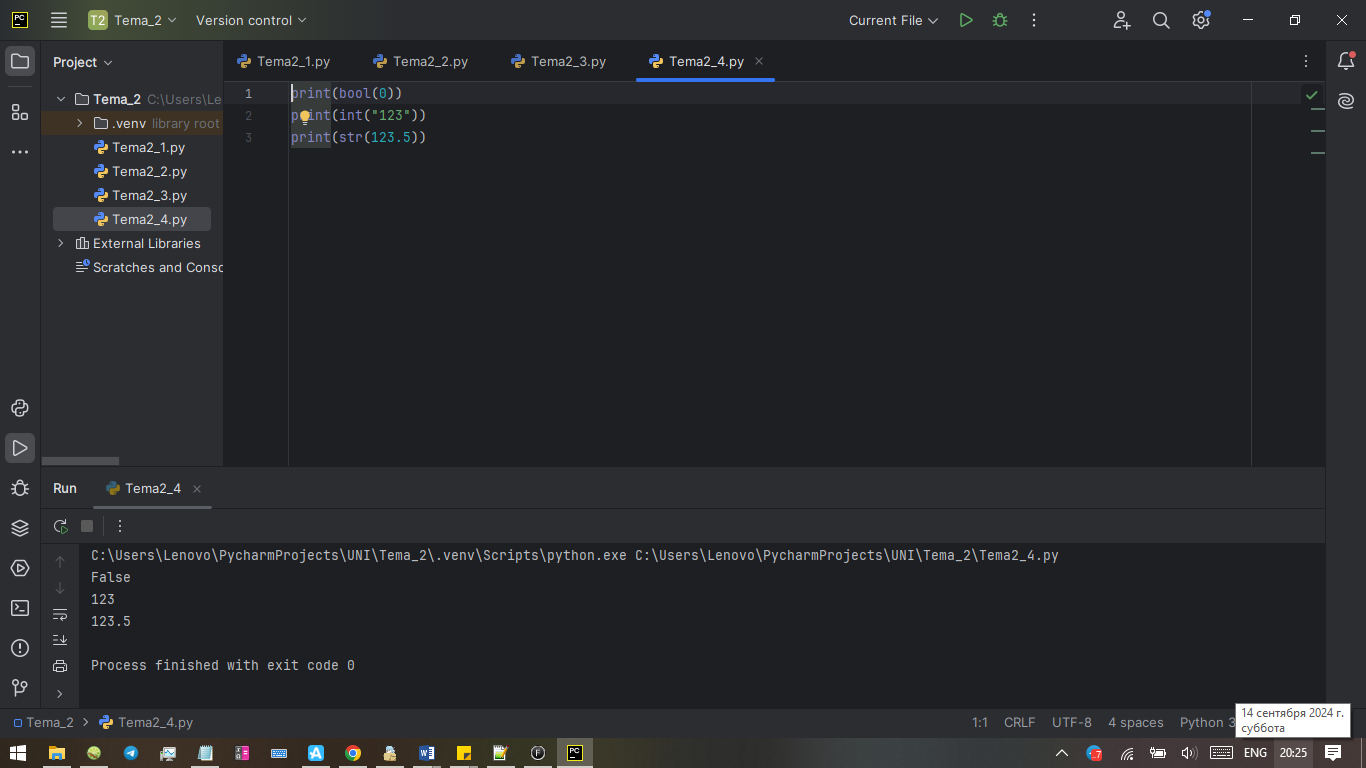 PC T2 Tema_2 Version control Current File
Project
Tema2_1.py Tema2_2.py Tema2_3.py Tema2_4.py
Tema_2 C:\Users\Le
.venv library root
Tema2_1.py
Tema2_2.py
Tema2_3.py
Tema2_4.py
External Libraries
Scratches and Conso
1 print(bool(0))
2 print(int("123"))
3 print(str(123.5))
Run Tema2_4
C:\Users\Lenovo\PycharmProjects\UNI\Tema_2\.venv\Scripts\python.exe C:\Users\Lenovo\PycharmProjects\UNI\Tema_2\Tema2_4.py
False
123
123.5
Process finished with exit code 0
Tema_2 Tema2_4.py 1:1 CRLF UTF-8 4 spaces Python 3
14 сентября 2024 г.
суббота
PC ENG 20:25